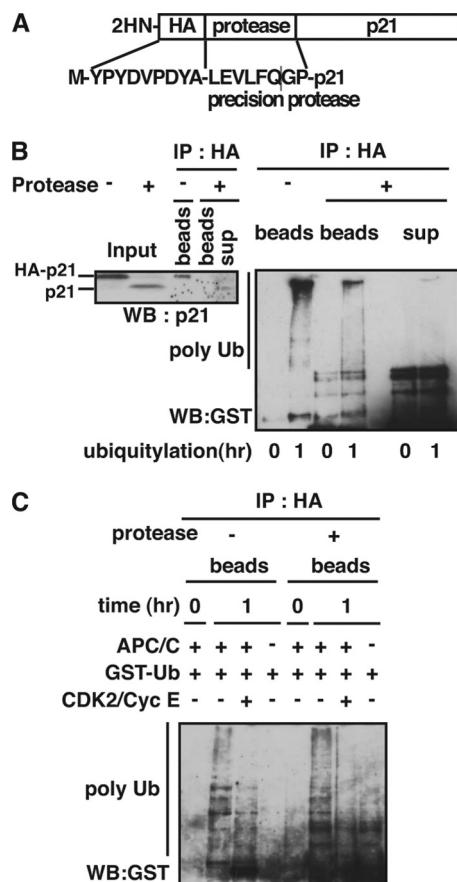 A
2HN- HA protease p21
M-YPYDVPDYA-LEVLFQGP-p21
precision protease
B
IP : HA IP : HA
Protease - + - + - +
beads beads sup beads beads sup
Input
HA-p21
p21
WB : p21
poly Ub
WB:GST
ubiquitylation(hr) 0 1 0 1 0 1
C
IP : HA
protease - +
beads beads
time (hr) 0 1 0 1
APC/C + + + - + + + -
GST-Ub + + + + + + + +
CDK2/Cyc E - - + - - - + -
poly Ub
WB:GST